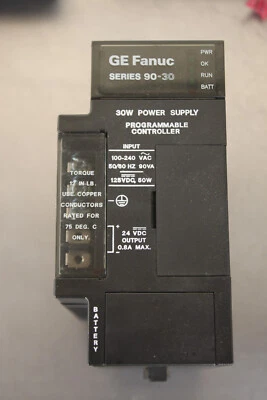 GE Fanuc
SERIES 90-30
PWR
OK
RUN
BATT
30W POWER SUPPLY
PROGRAMMABLE
CONTROLLER
INPUT
100-240 VAC
50/60 HZ 90VA
125VDC, 50W
TORQUE
12 IN-LB.
USE COPPER
CONDUCTORS
RATED FOR
75 DEG. C
ONLY.
+
24 VDC
OUTPUT
0.8A MAX.
-
BATTERY